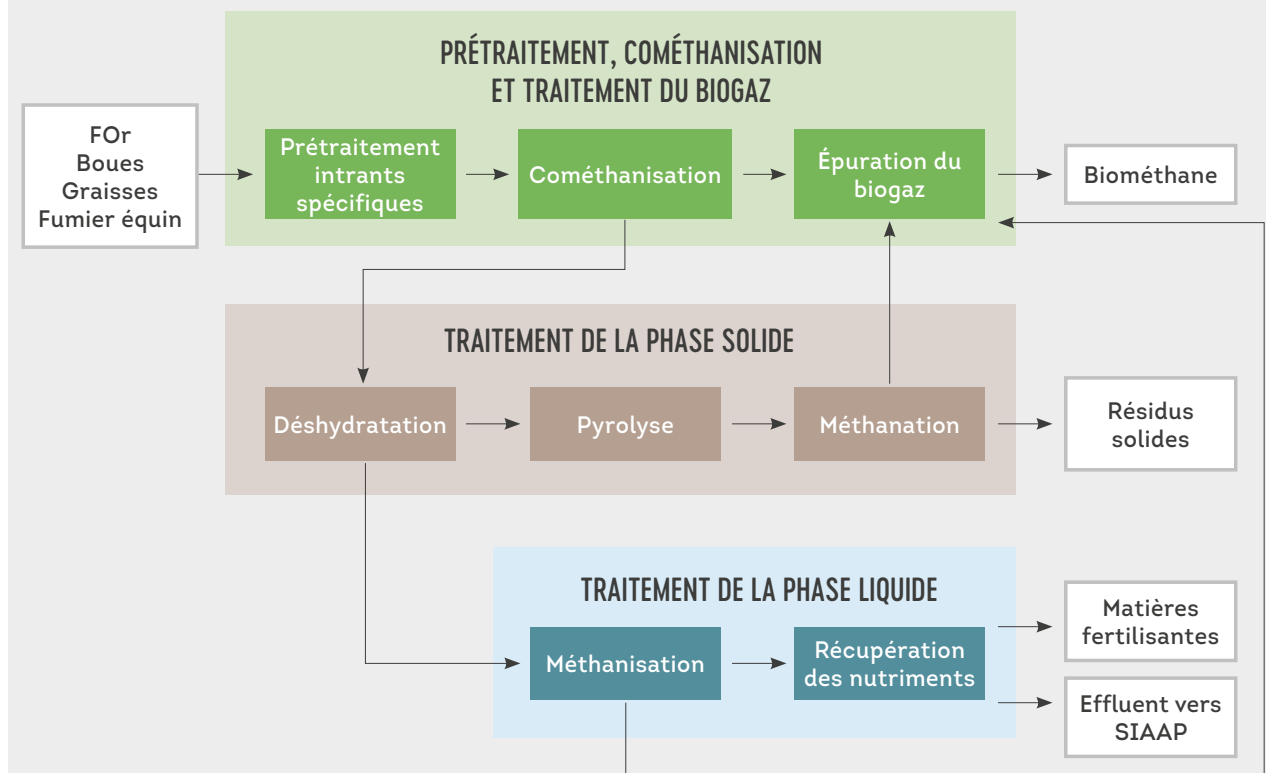 PRÉTRAITEMENT, COMÉTHANISATION
ET TRAITEMENT DU BIOGAZ
FOr
Boues
Graisses
Fumier équin
Prétraitement
intrants
spécifiques
Cométhanisation
Épuration du
biogaz
Biométhane
TRAITEMENT DE LA PHASE SOLIDE
Déshydratation
Pyrolyse
Méthanation
Résidus
solides
TRAITEMENT DE LA PHASE LIQUIDE
Méthanisation
Récupération
des nutriments
Matières
fertilisantes
Effluent vers
SIAAP